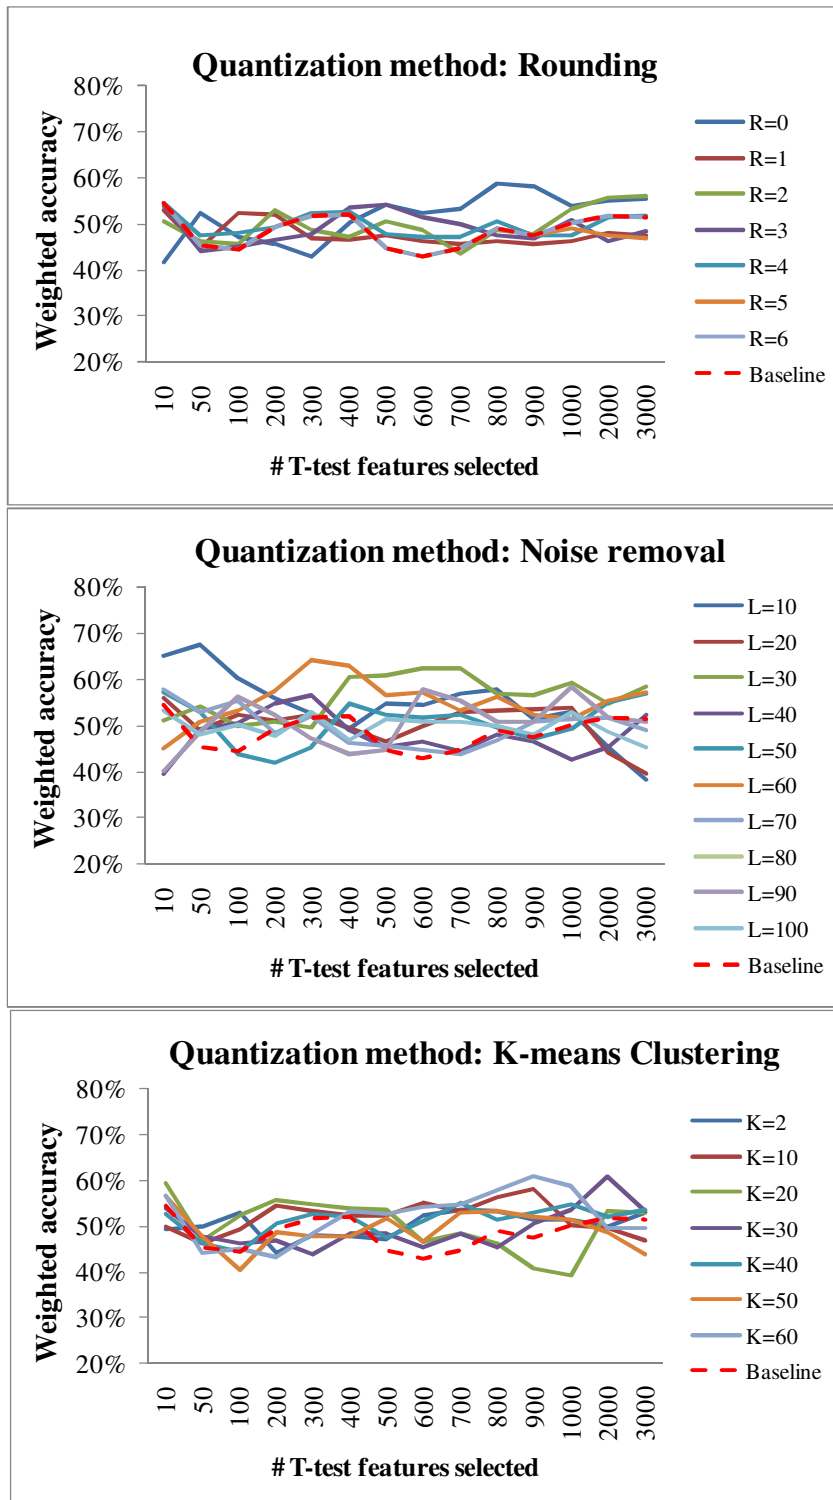 Quantization method: Rounding
80%
70%
60%
50%
40%
30%
20%
Weighted accuracy
10
50
100
200
300
400
500
600
700
800
900
1000
2000
3000
# T-test features selected
R=0
R=1
R=2
R=3
R=4
R=5
R=6
Baseline
Quantization method: Noise removal
80%
70%
60%
50%
40%
30%
20%
Weighted accuracy
10
50
100
200
300
400
500
600
700
800
900
1000
2000
3000
# T-test features selected
L=10
L=20
L=30
L=40
L=50
L=60
L=70
L=80
L=90
L=100
Baseline
Quantization method: K-means Clustering
80%
70%
60%
50%
40%
30%
20%
Weighted accuracy
10
50
100
200
300
400
500
600
700
800
900
1000
2000
3000
# T-test features selected
K=2
K=10
K=20
K=30
K=40
K=50
K=60
Baseline